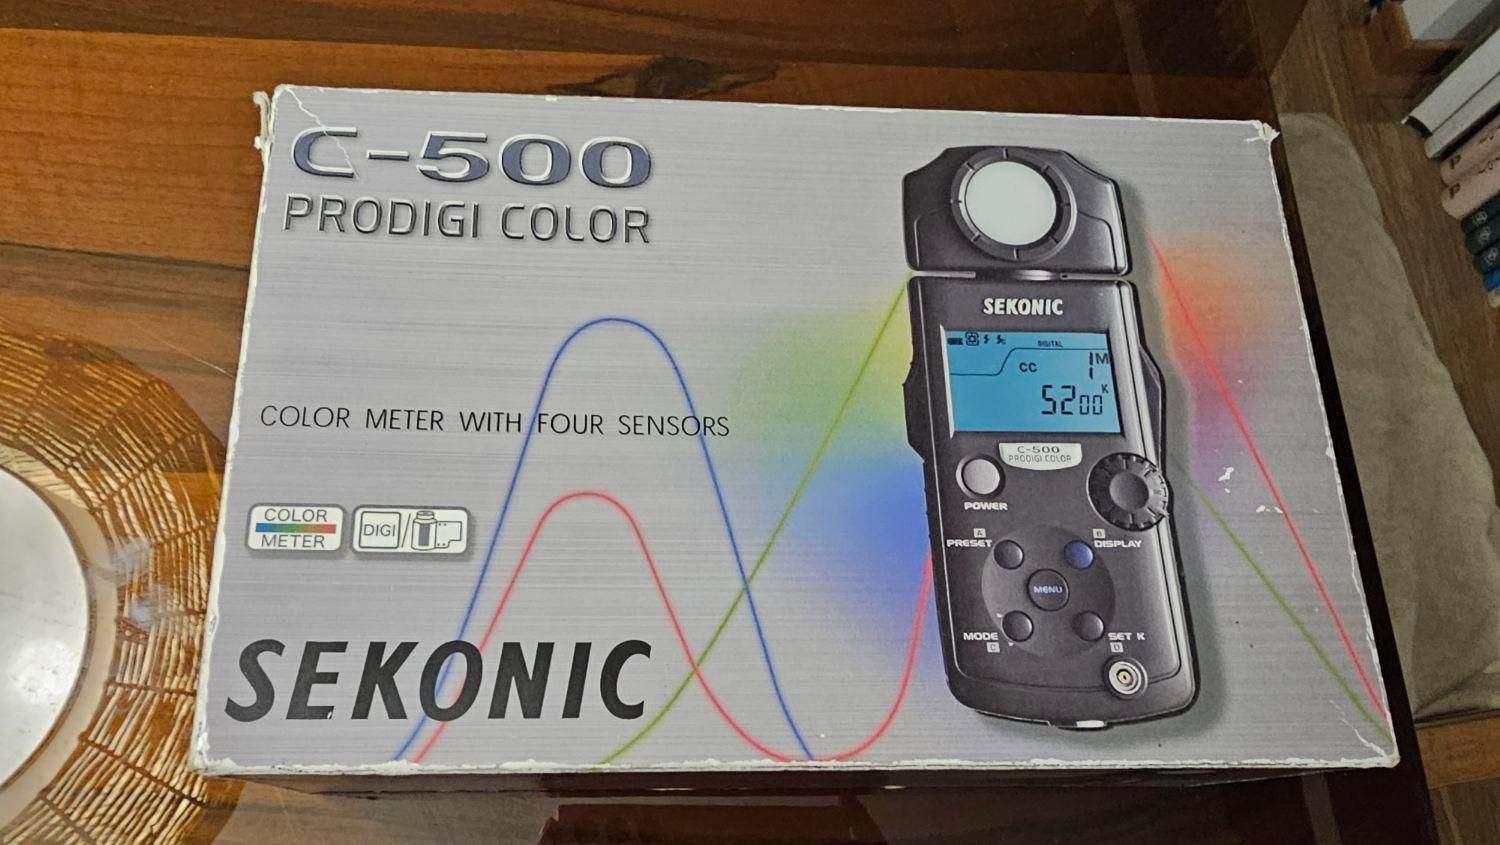 C-500
PRODIGI COLOR
COLOR METER WITH FOUR SENSORS
COLOR
METER
DIGI/
SEKONIC
SEKONIC
DIGITAL
CC
1M
5200K
C-500
PRODIGI COLOR
POWER
A
PRESET
B
DISPLAY
MENU
MODE
C
SET K
D